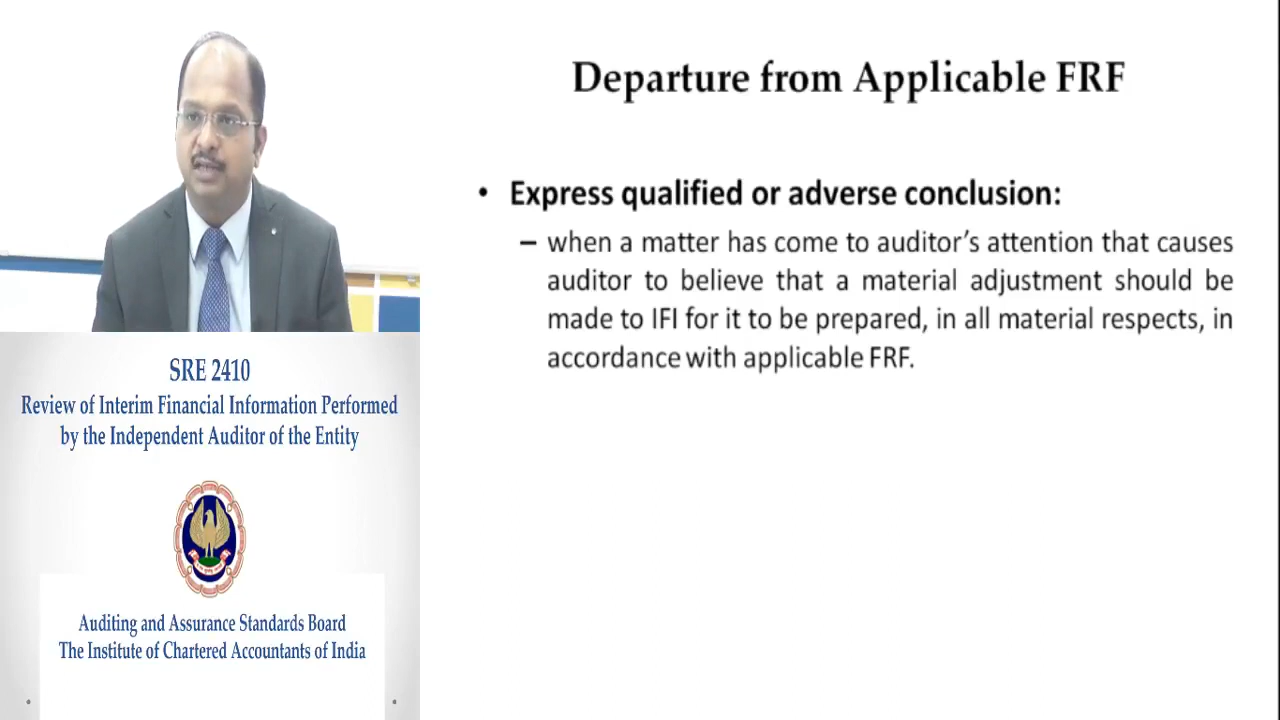 Departure from Applicable FRF
• Express qualified or adverse conclusion:
– when a matter has come to auditor's attention that causes
auditor to believe that a material adjustment should be
made to IFI for it to be prepared, in all material respects, in
accordance with applicable FRF.
SRE 2410
Review of Interim Financial Information Performed
by the Independent Auditor of the Entity
Auditing and Assurance Standards Board
The Institute of Chartered Accountants of India